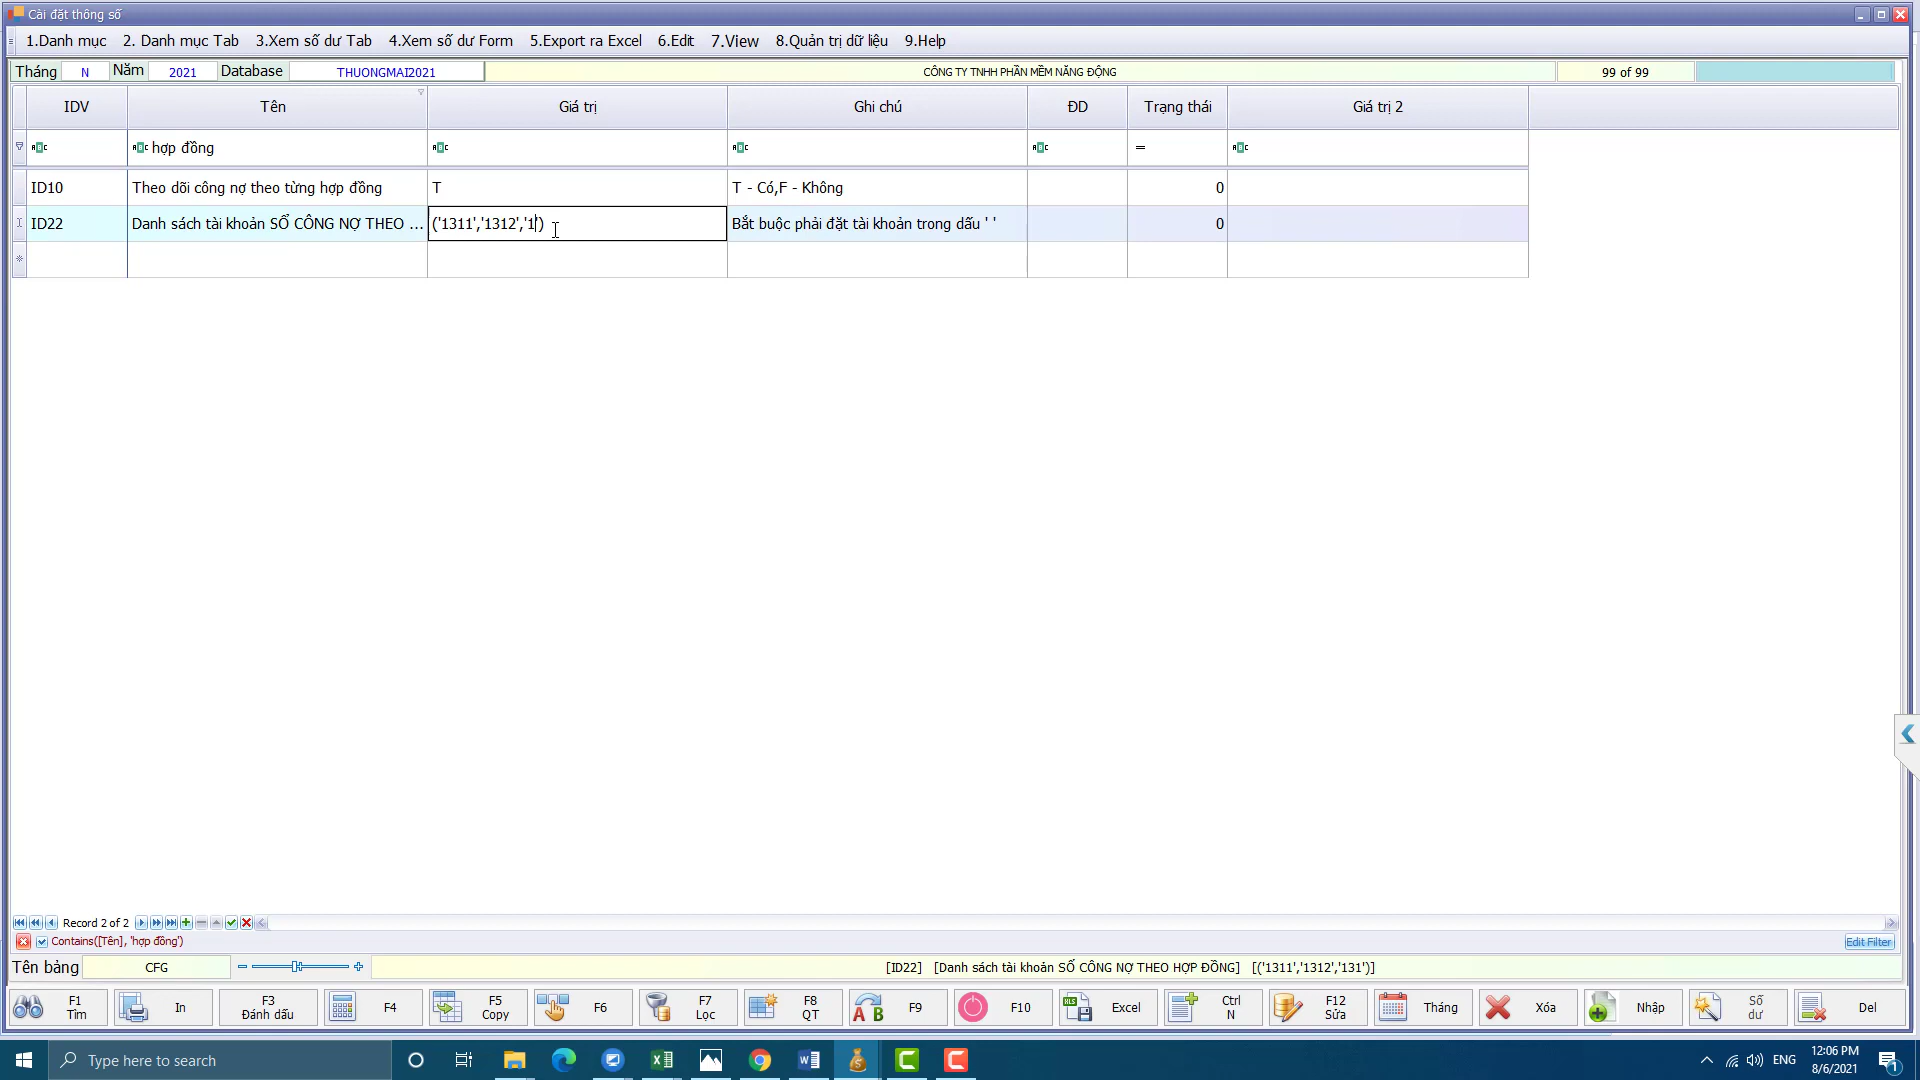 Cài đặt thông số
1.Danh mục 2. Danh mục Tab 3.Xem số dư Tab 4.Xem số dư Form 5.Export ra Excel 6.Edit 7.View 8.Quản trị dữ liệu 9.Help
Tháng N Năm 2021 Database THUONGMAI2021 CÔNG TY TNHH PHẦN MỀM NĂNG ĐỘNG 99 of 99
IDV Tên Giá trị Ghi chú ĐD Trạng thái Giá trị 2
hợp đồng =
ID10 Theo dõi công nợ theo từng hợp đồng T T - Có,F - Không 0
ID22 Danh sách tài khoản SỔ CÔNG NỢ THEO ... ('1311','1312','1') Bắt buộc phải đặt tài khoản trong dấu ' ' 0
Record 2 of 2
Contains([Tên], 'hợp đồng') Edit Filter
Tên bảng CFG [ID22] [Danh sách tài khoản SỔ CÔNG NỢ THEO HỢP ĐỒNG] [('1311','1312','131')]
F1 Tìm In F3 Đánh dấu F4 F5 Copy F6 F7 Lọc F8 QT F9 F10 Excel Ctrl N F12 Sửa Tháng Xóa Nhập Số dư Del
Type here to search ENG 12:06 PM
8/6/2021 1